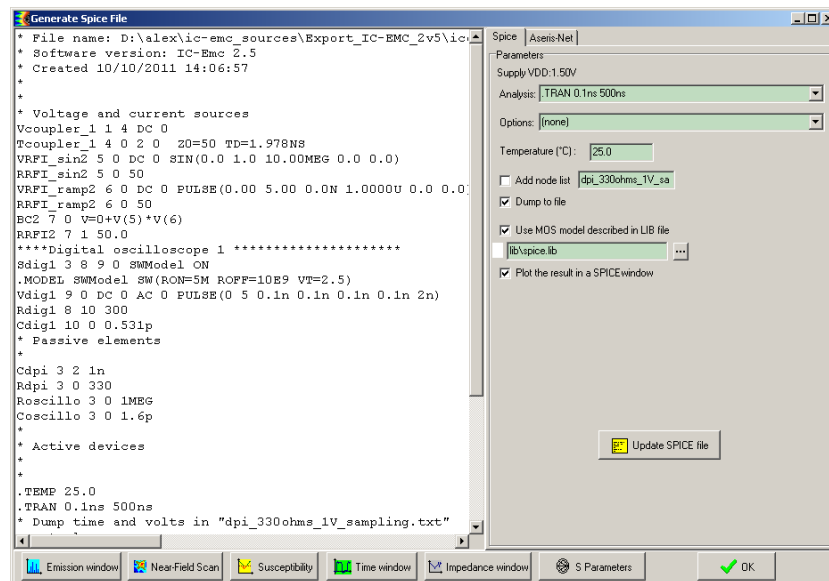 Generate Spice File
* File name: D:\alex\ic-emc_sources\Export_IC-EMC_2v5\ic
* Software version: IC-Emc 2.5
* Created 10/10/2011 14:06:57
*
*
* Voltage and current sources
Vcoupler_1 1 4 DC 0
Tcoupler_1 4 0 2 0  Z0=50 TD=1.978NS
VRFI_sin2 5 0 DC 0 SIN(0.0 1.0 10.00MEG 0.0 0.0)
RRFI_sin2 5 0 50
VRFI_ramp2 6 0 DC 0 PULSE(0.00 5.00 0.0N 1.0000U 0.0 0.0
RRFI_ramp2 6 0 50
BC2 7 0 V=0+V(5)*V(6)
RRFI2 7 1 50.0
****Digital oscilloscope 1 *********************
Sdig1 3 8 9 0 SWModel ON
.MODEL SWModel SW(RON=5M ROFF=10E9 VT=2.5)
Vdig1 9 0 DC 0 AC 0 PULSE(0 5 0.1n 0.1n 0.1n 0.1n 2n)
Rdig1 8 10 300
Cdig1 10 0 0.531p
* Passive elements
*
Cdpi 3 2 1n
Rdpi 3 0 330
Roscillo 3 0 1MEG
Coscillo 3 0 1.6p
*
* Active devices
*
*
.TEMP 25.0
.TRAN 0.1ns 500ns
* Dump time and volts in "dpi_330ohms_1V_sampling.txt"
Spice
Aseris-Net
Parameters
Supply VDD:1.50V
Analysis: .TRAN 0.1ns 500ns
Options: (none)
Temperature (°C) : 25.0
Add node list dpi_330ohms_1V_sa
Dump to file
Use MOS model described in LIB file
lib\spice.lib ...
Plot the result in a SPICE window
Update SPICE file
Emission window
Near-Field Scan
Susceptibility
Time window
Impedance window
S Parameters
OK